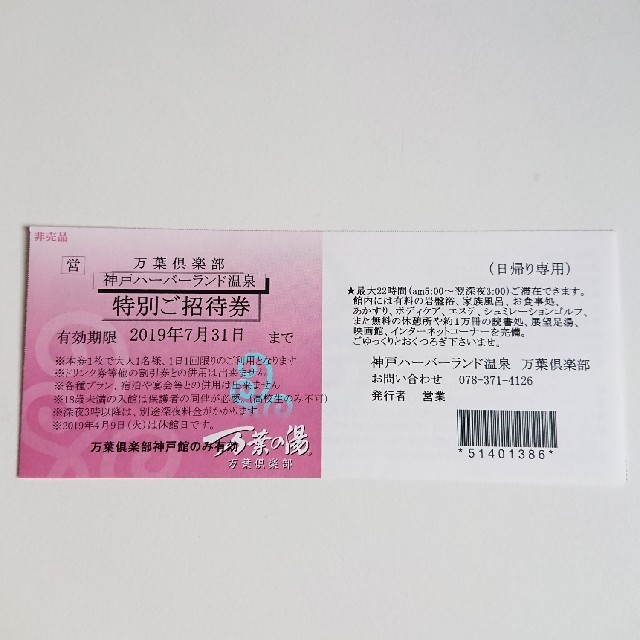 非売品
営
万葉倶楽部
神戸ハーバーランド温泉
特別ご招待券
有効期限 2019年7月31日 まで
※本券1枚で大人1名様、1日1回限りのご利用となります
※ドリンク券等他の割引券との併用は出来ません
※各種プラン、宿泊や宴会等との併用は出来ません
※18歳未満の入館は保護者の同伴が必要(高校生のみ不可)
※深夜3時以降は、別途深夜料金がかかります
※2019年4月9日(火)は休館日です。
万葉倶楽部神戸館のみ有効
万葉の湯
万葉倶楽部
(日帰り専用)
★最大22時間(am5:00～翌深夜3:00)ご滞在できます。
館内には有料の岩盤浴、家族風呂、お食事処、
あかすり、ボディケア、エステ、シュミレーションゴルフ、
また無料の休憩所や約1万冊の読書処、展望足湯、
映画館、インターネットコーナーを完備。
ごゆっくりとおくつろぎ下さいませ。
神戸ハーバーランド温泉 万葉倶楽部
お問い合わせ 078-371-4126
発行者 営業
*51401386*